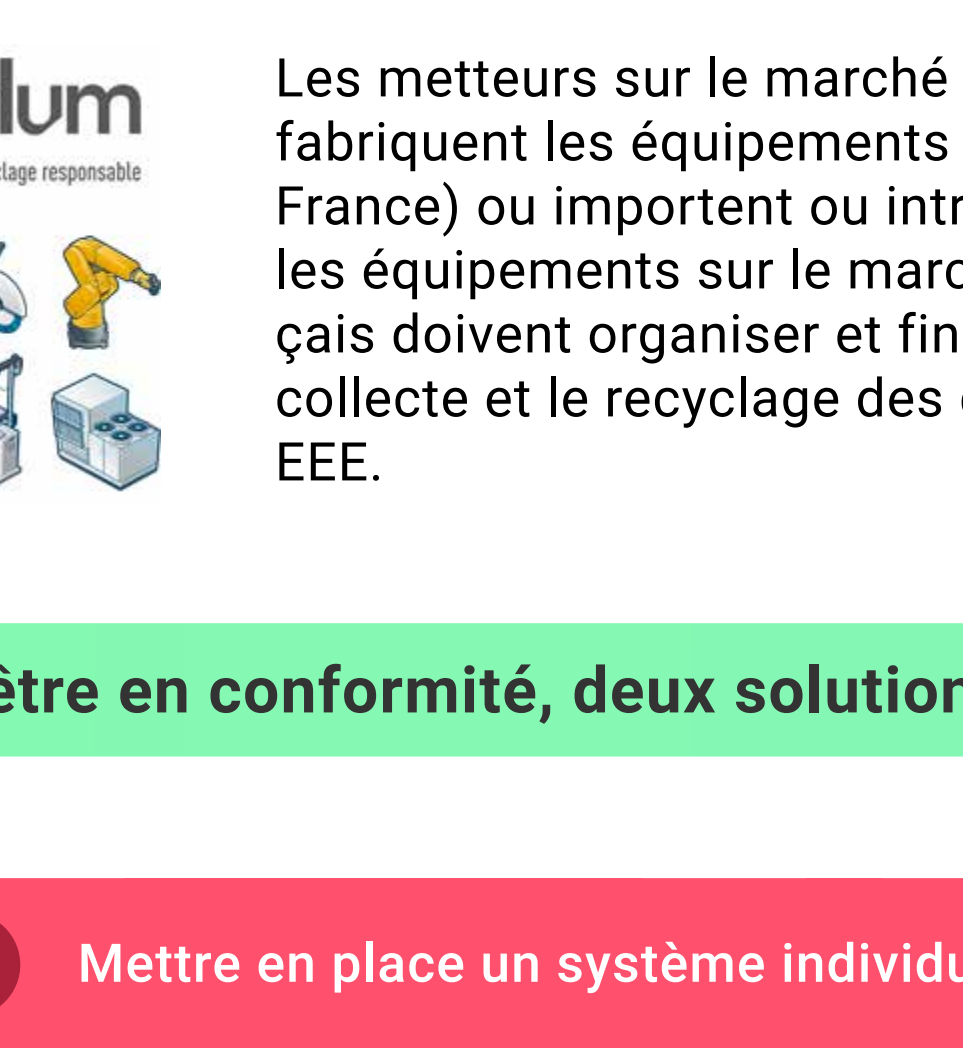 lum
clage responsable
Les metteurs sur le marché
fabriquent les équipements
France) ou importent ou intr
les équipements sur le marc
çais doivent organiser et fin
collecte et le recyclage des
EEE.
être en conformité, deux solution
Mettre en place un système individu